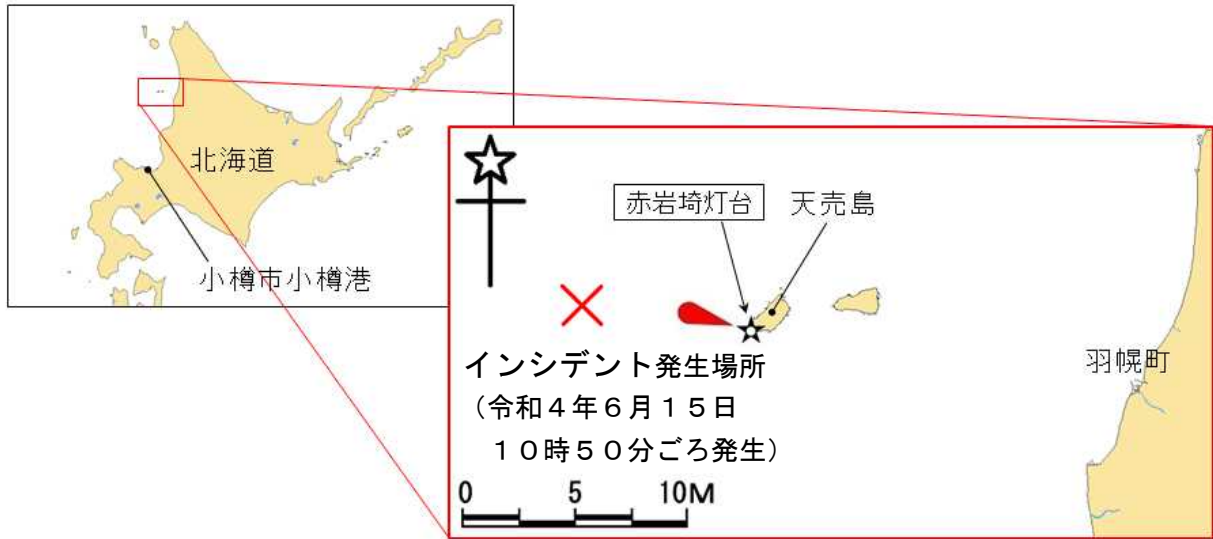 北海道
小樽市小樽港
赤岩埼灯台
天売島
インシデント発生場所
（令和４年６月１５日
１０時５０分ごろ発生）
羽幌町
0 5 10M